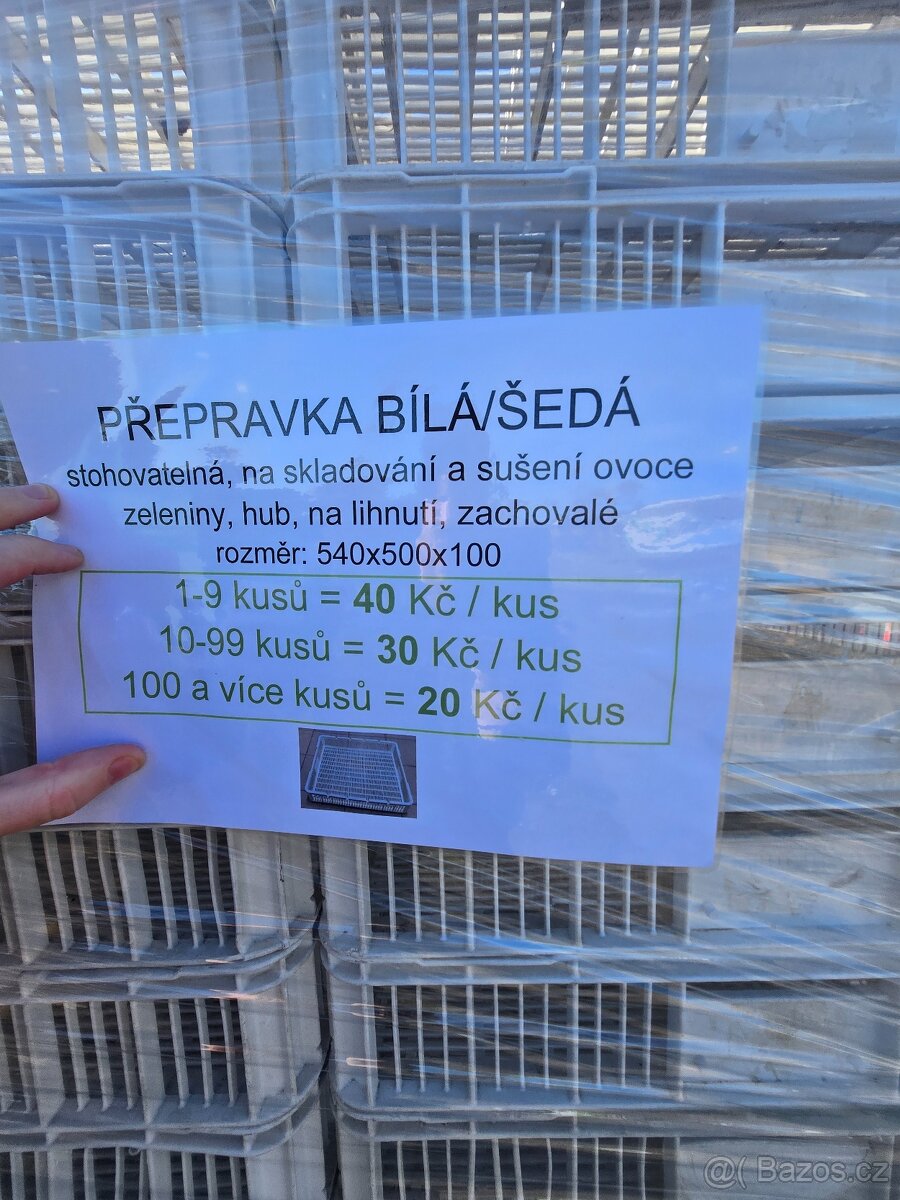 PŘEPRAVKA BÍLÁ/ŠEDÁ
stohovatelná, na skladování a sušení ovoce
zeleniny, hub, na lihnutí, zachovalé
rozměr: 540x500x100
1-9 kusů = 40 Kč / kus
10-99 kusů = 30 Kč / kus
100 a více kusů = 20 Kč / kus
@( Bazos.cz